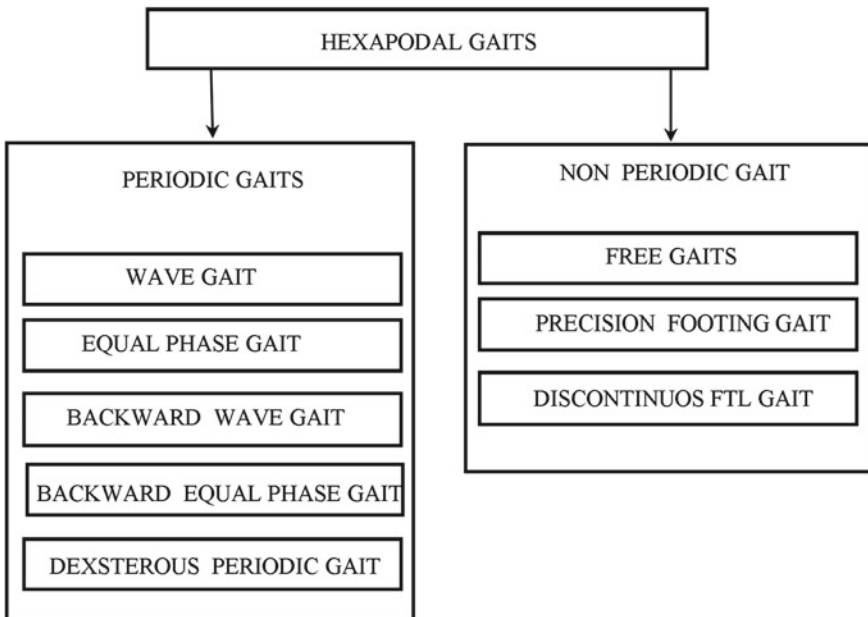 HEXAPODAL GAITS
PERIODIC GAITS
WAVE GAIT
EQUAL PHASE GAIT
BACKWARD WAVE GAIT
BACKWARD EQUAL PHASE GAIT
DEXSTEROUS PERIODIC GAIT
NON PERIODIC GAIT
FREE GAITS
PRECISION FOOTING GAIT
DISCONTINUOS FTL GAIT